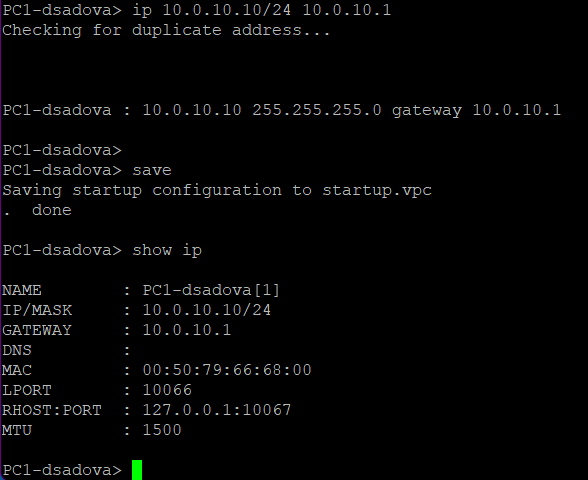 PC1-dsadova> ip 10.0.10.10/24 10.0.10.1
Checking for duplicate address...
PC1-dsadova : 10.0.10.10 255.255.255.0 gateway 10.0.10.1
PC1-dsadova>
PC1-dsadova> save
Saving startup configuration to startup.vpc
.  done
PC1-dsadova> show ip
NAME        : PC1-dsadova[1]
IP/MASK     : 10.0.10.10/24
GATEWAY     : 10.0.10.1
DNS         :
MAC         : 00:50:79:66:68:00
LPORT       : 10066
RHOST:PORT  : 127.0.0.1:10067
MTU         : 1500
PC1-dsadova>